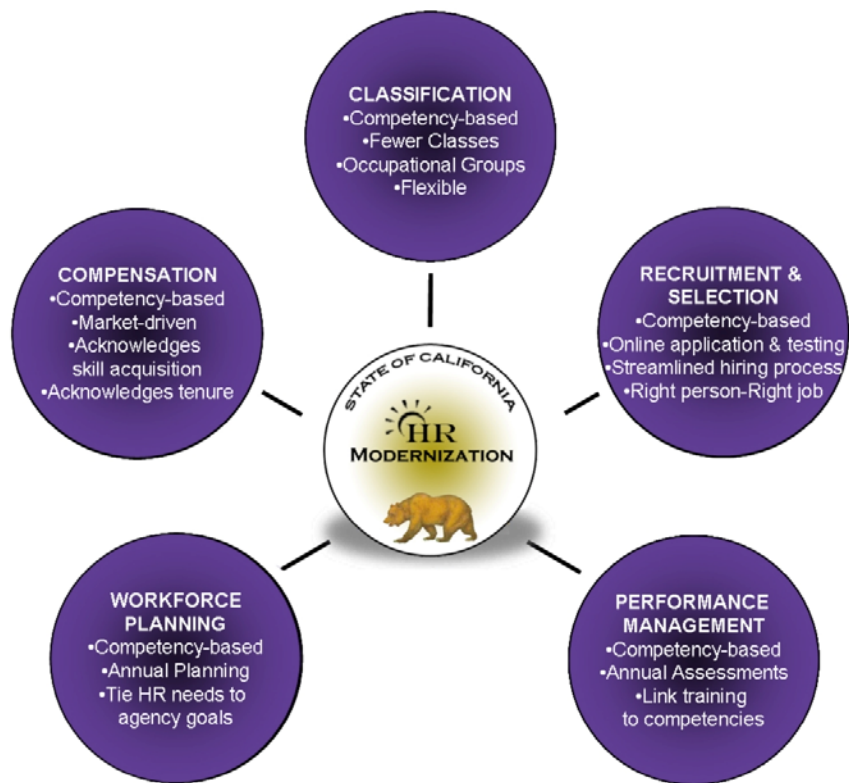 CLASSIFICATION
•Competency-based
•Fewer Classes
•Occupational Groups
•Flexible
COMPENSATION
•Competency-based
•Market-driven
•Acknowledges
skill acquisition
•Acknowledges tenure
RECRUITMENT &
SELECTION
•Competency-based
•Online application & testing
•Streamlined hiring process
•Right person-Right job
STATE OF CALIFORNIA
HR
MODERNIZATION
WORKFORCE
PLANNING
•Competency-based
•Annual Planning
•Tie HR needs to
agency goals
PERFORMANCE
MANAGEMENT
•Competency-based
•Annual Assessments
•Link training
to competencies